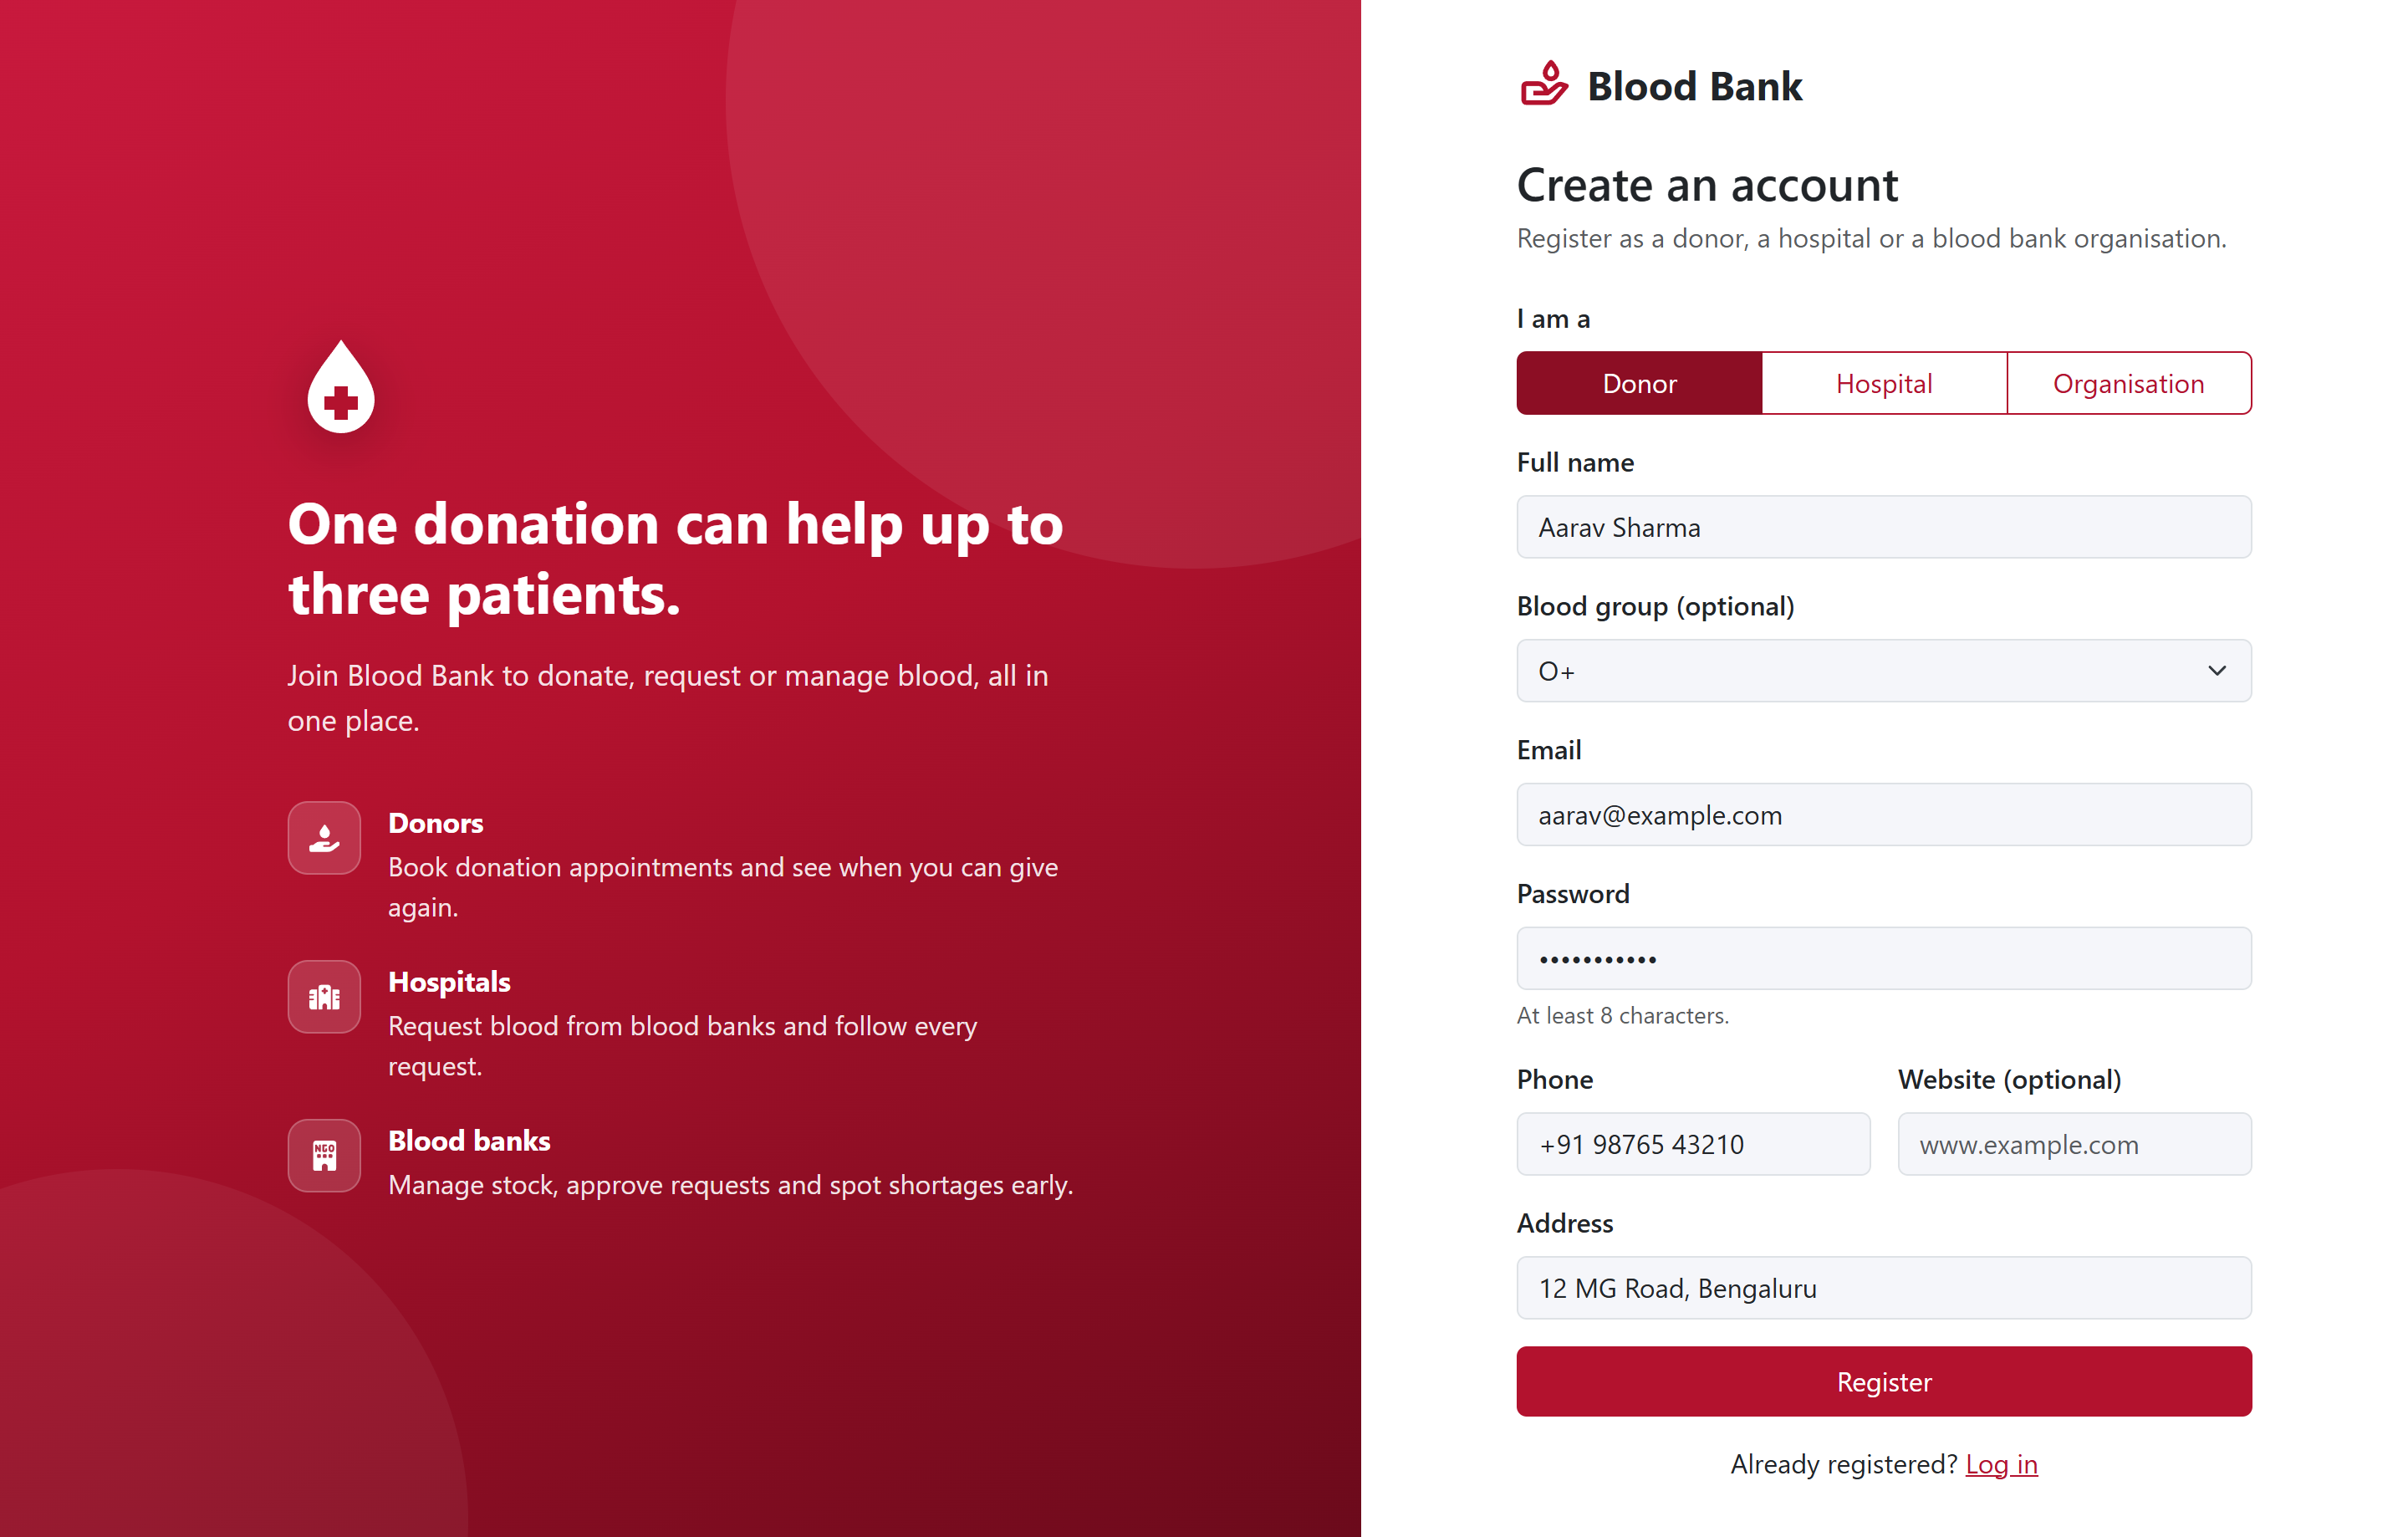 One donation can help up to
three patients.
Join Blood Bank to donate, request or manage blood, all in
one place.
Donors
Book donation appointments and see when you can give
again.
Hospitals
Request blood from blood banks and follow every
request.
NGO
Blood banks
Manage stock, approve requests and spot shortages early.
Blood Bank
Create an account
Register as a donor, a hospital or a blood bank organisation.
I am a
Donor
Hospital
Organisation
Full name
Aarav Sharma
Blood group (optional)
O+
Email
aarav@example.com
Password
•••••••••••
At least 8 characters.
Phone
Website (optional)
+91 98765 43210
www.example.com
Address
12 MG Road, Bengaluru
Register
Already registered? Log in